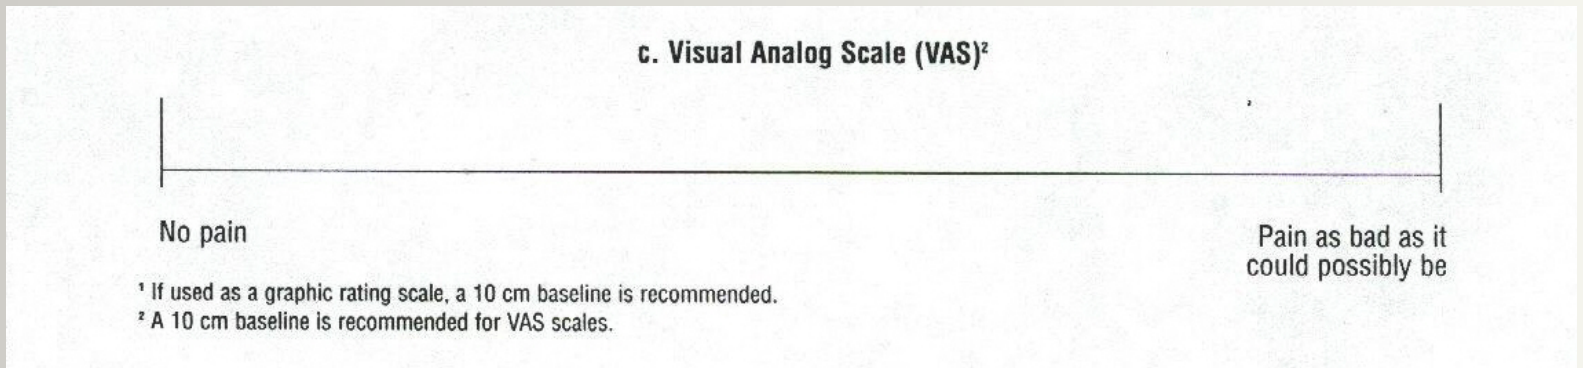 c. Visual Analog Scale (VAS)²
No pain
Pain as bad as it
could possibly be
¹ If used as a graphic rating scale, a 10 cm baseline is recommended.
² A 10 cm baseline is recommended for VAS scales.